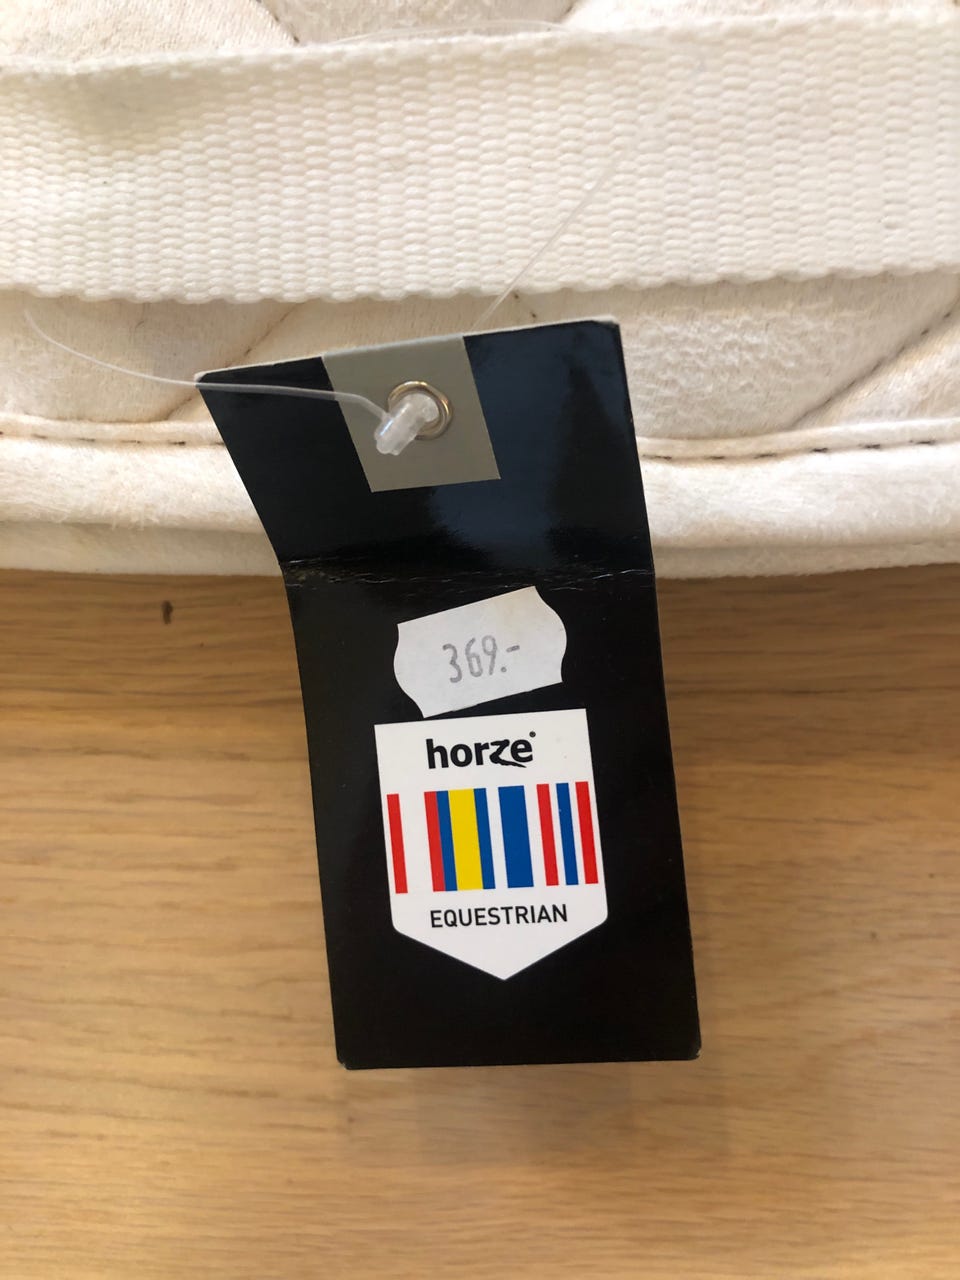 369.-
horze
EQUESTRIAN